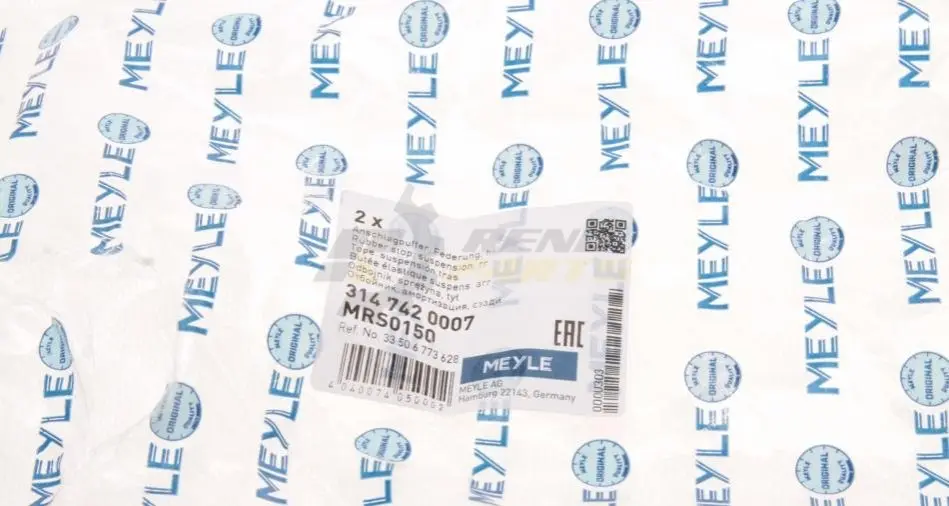 2 x
Anschlagpuffer, Federung,
Rubber stop, suspension, rr
Tope, suspensión, tras
Butée élastique suspens. arr
Odbojnik, sprężyna, tył
Отбойник, амортизация, сзади
314 742 0007
MRS0150
Ref. No. 33 50 6 773 628
EAC
MEYLE
MEYLE AG
Hamburg 22143, Germany
0000303
MEYLE
ORIGINAL
QUALITY